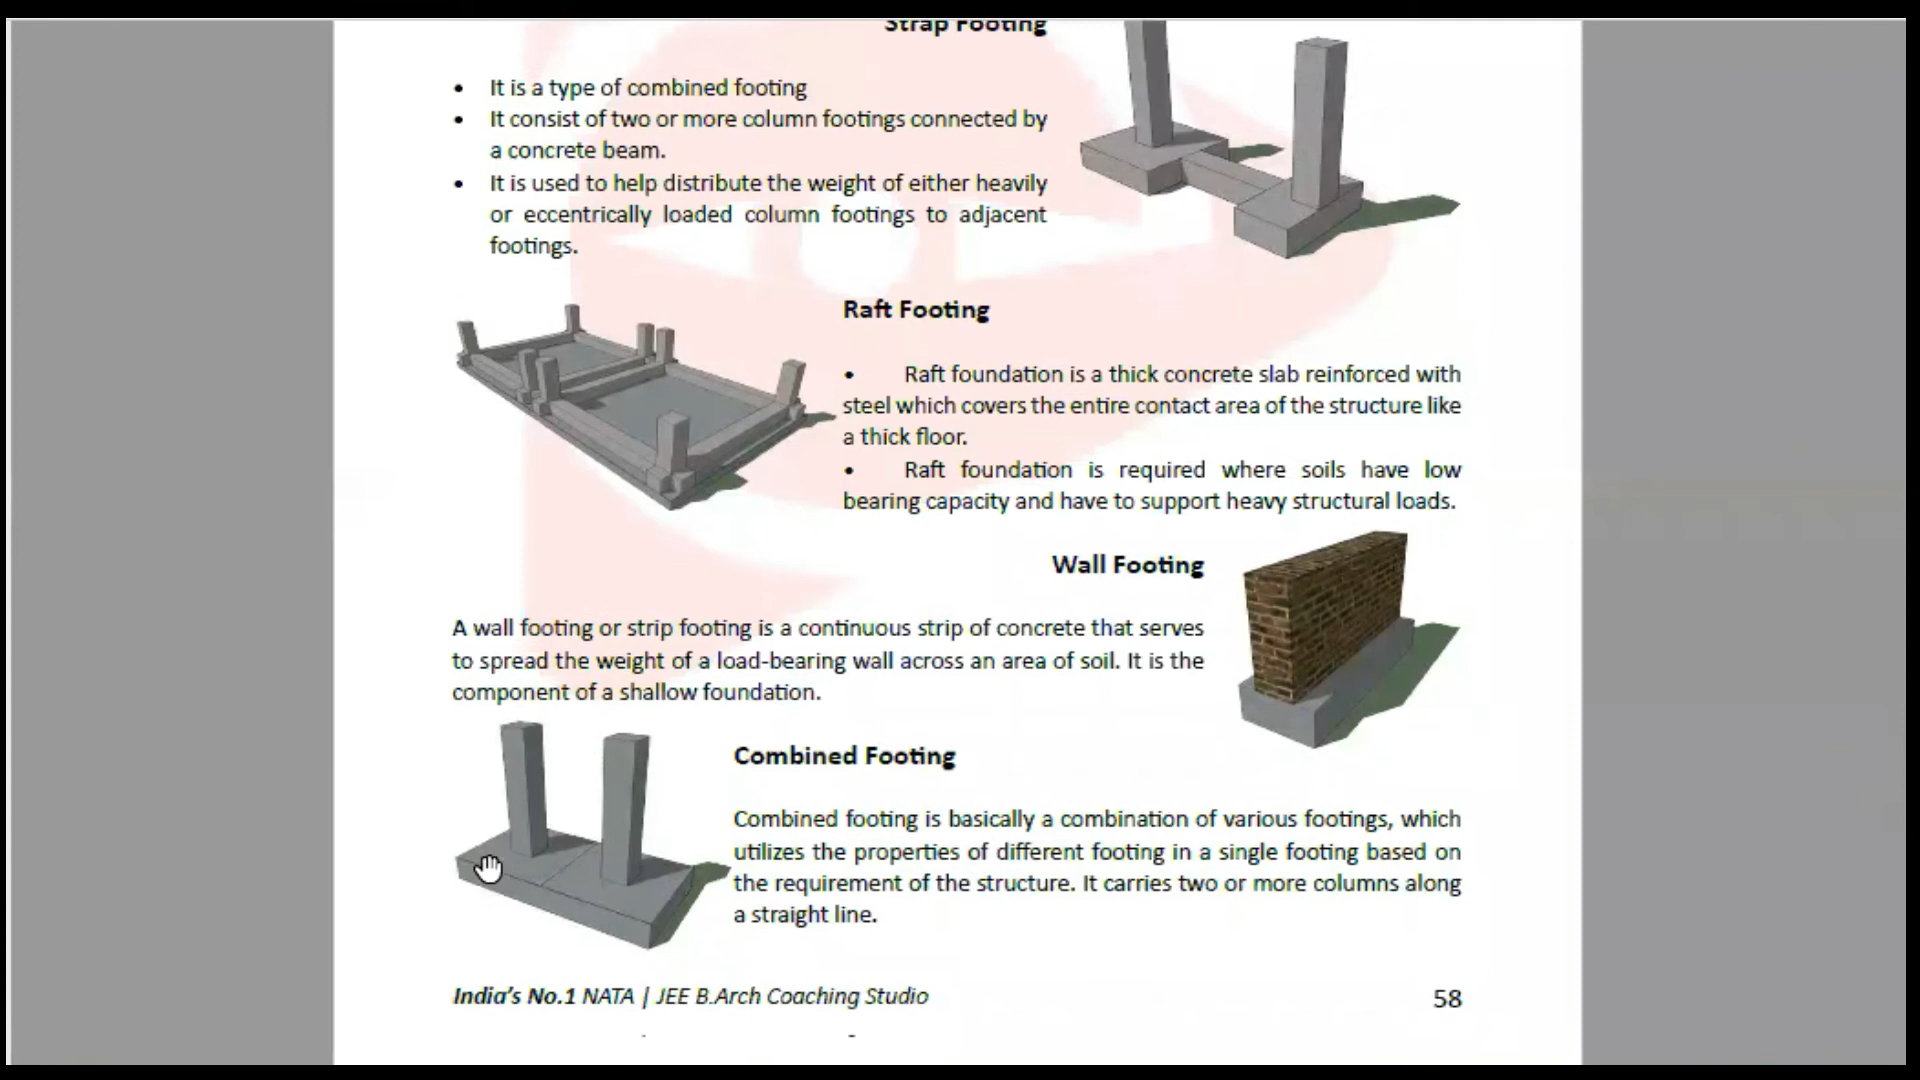 Strap Footing
• It is a type of combined footing
• It consist of two or more column footings connected by
a concrete beam.
• It is used to help distribute the weight of either heavily
or eccentrically loaded column footings to adjacent
footings.
Raft Footing
• Raft foundation is a thick concrete slab reinforced with
steel which covers the entire contact area of the structure like
a thick floor.
• Raft foundation is required where soils have low
bearing capacity and have to support heavy structural loads.
Wall Footing
A wall footing or strip footing is a continuous strip of concrete that serves
to spread the weight of a load-bearing wall across an area of soil. It is the
component of a shallow foundation.
Combined Footing
Combined footing is basically a combination of various footings, which
utilizes the properties of different footing in a single footing based on
the requirement of the structure. It carries two or more columns along
a straight line.
India's No.1 NATA | JEE B.Arch Coaching Studio
58